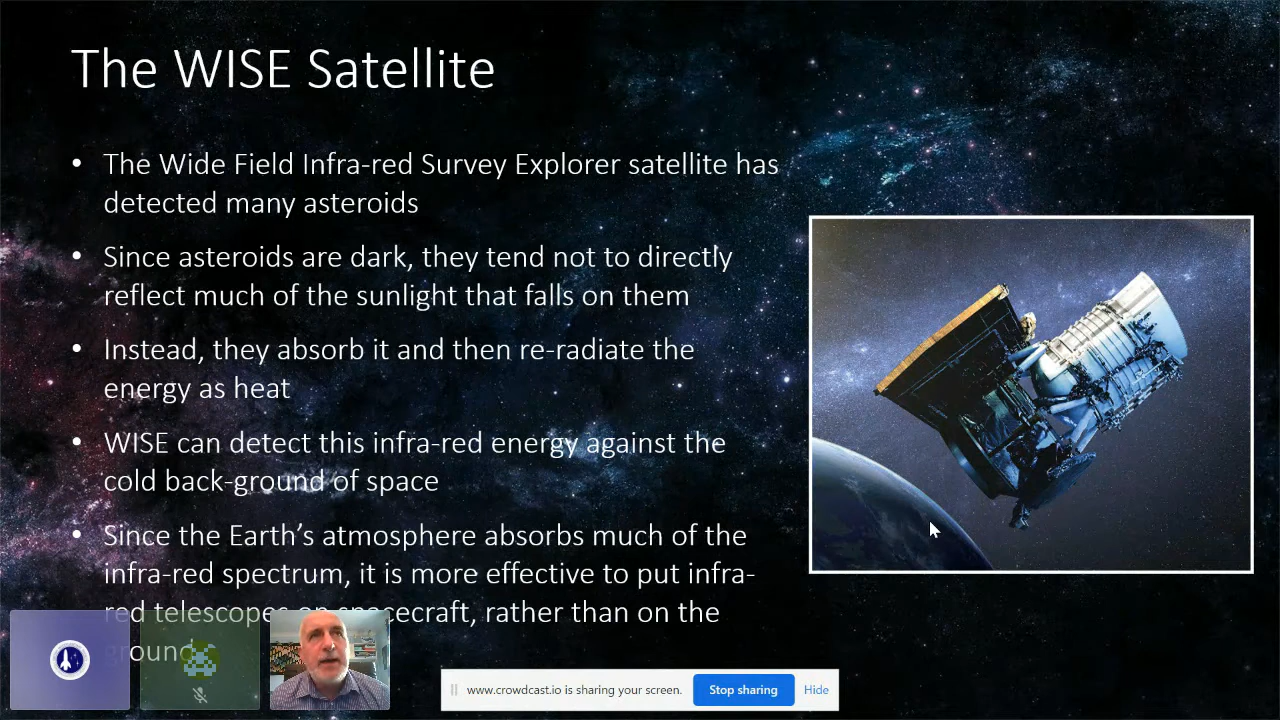 The WISE Satellite
• The Wide Field Infra-red Survey Explorer satellite has
detected many asteroids
• Since asteroids are dark, they tend not to directly
reflect much of the sunlight that falls on them
• Instead, they absorb it and then re-radiate the
energy as heat
• WISE can detect this infra-red energy against the
cold back-ground of space
• Since the Earth’s atmosphere absorbs much of the
infra-red spectrum, it is more effective to put infra-
red telescopes on spacecraft, rather than on the
ground
www.crowdcast.io is sharing your screen.
Stop sharing
Hide